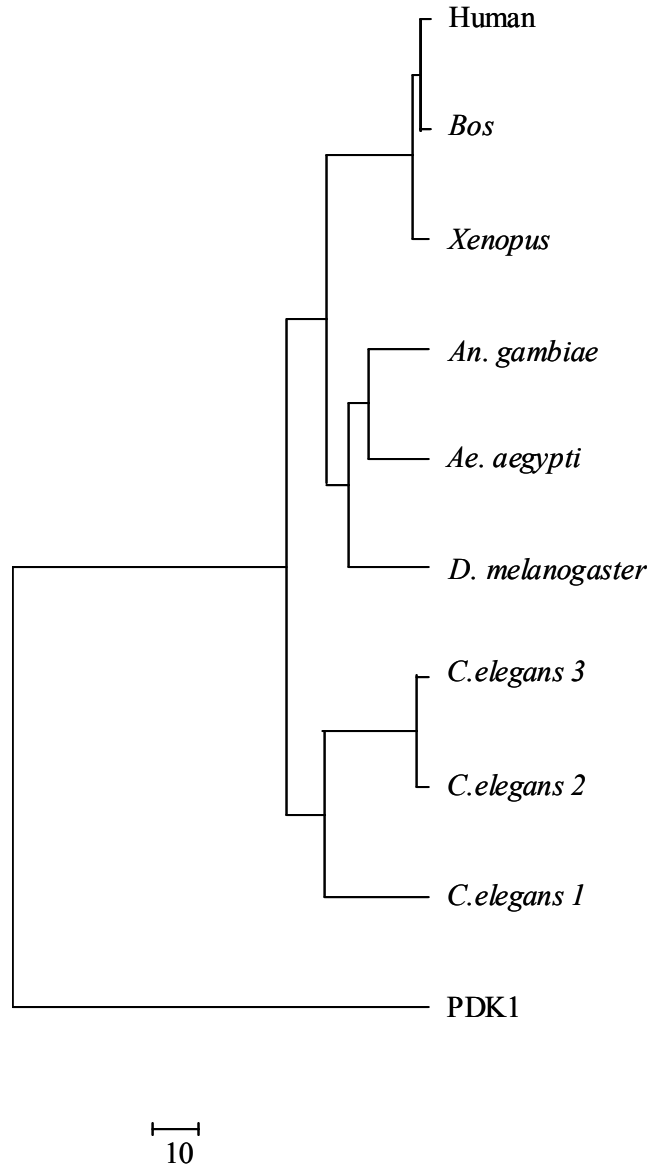 Human
Bos
Xenopus
An. gambiae
Ae. aegypti
D. melanogaster
C.elegans 3
C.elegans 2
C.elegans 1
PDK1
10